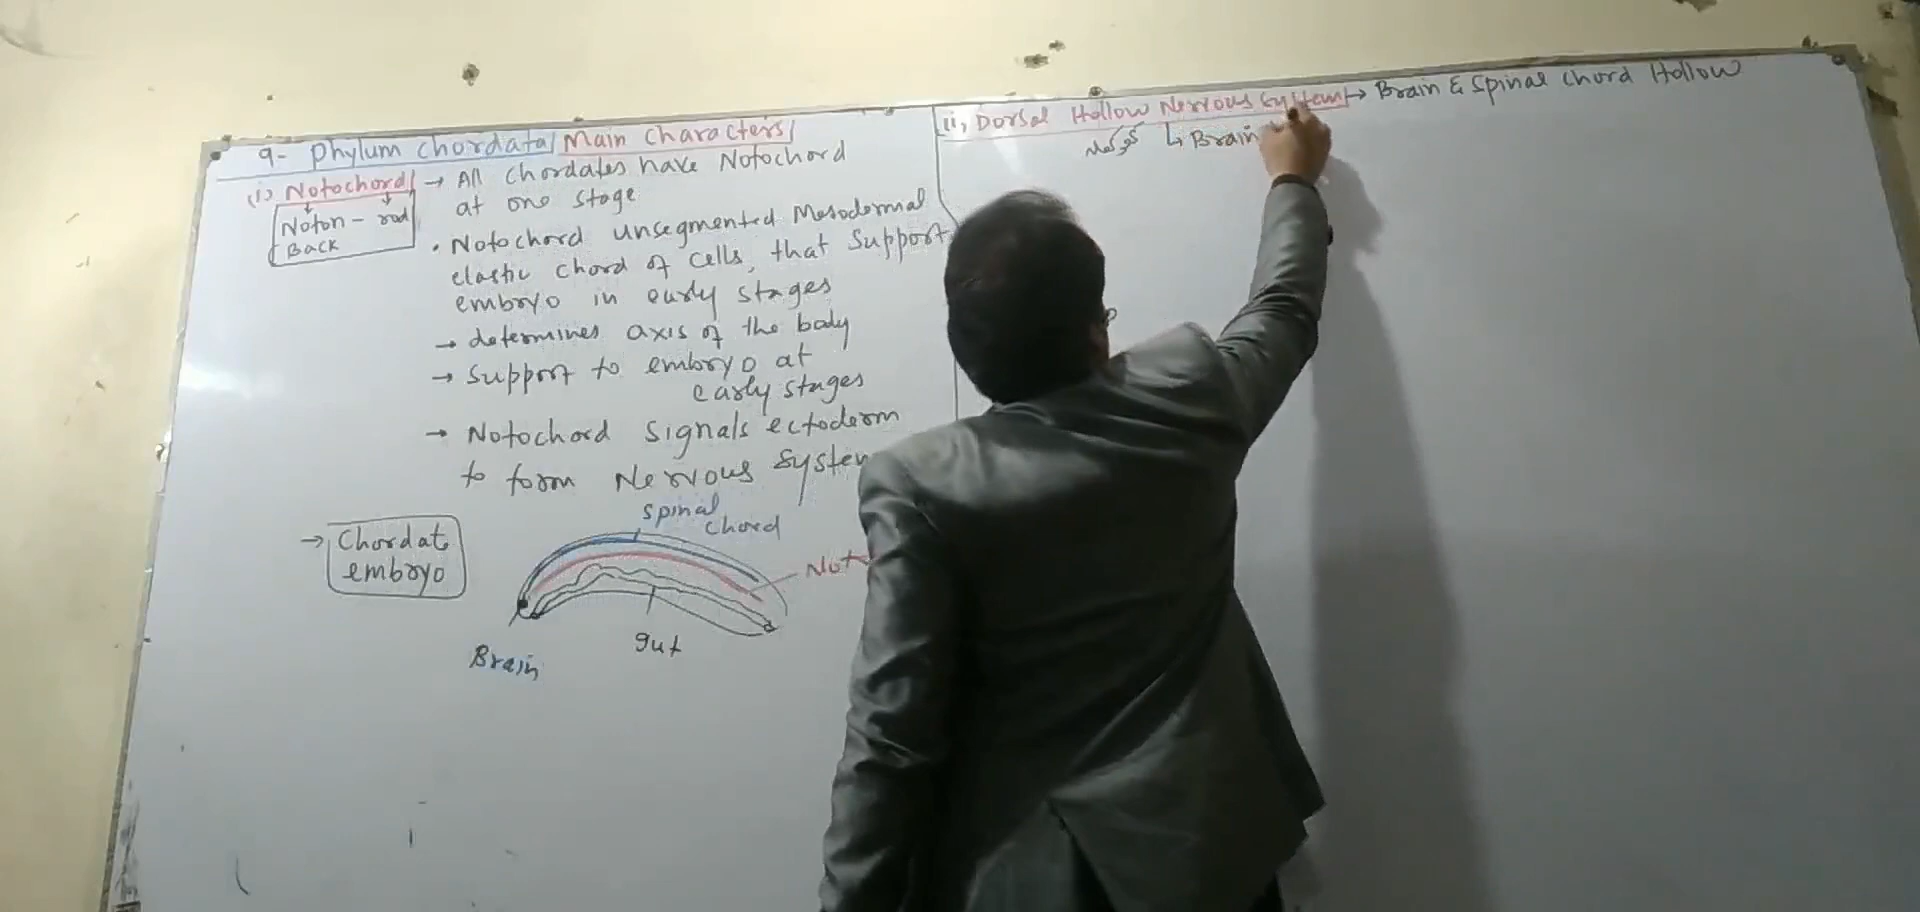 9- Phylum chordata/ Main characters/
(i) Notochord/ → All chordates have Notochord
at one stage
Noton - rod
Back
• Notochord unsegmented Mesodermal
elastic chord of cells, that support
embryo in early stages
→ determines axis of the body
→ support to embryo at
early stages
→ Notochord signals ectoderm
to form Nervous system
spinal
chord
→ Chordate
embryo
Not
gut
Brain
ii, Dorsal Hollow Nervous System → Brain & Spinal Chord Hollow
↳ Brain